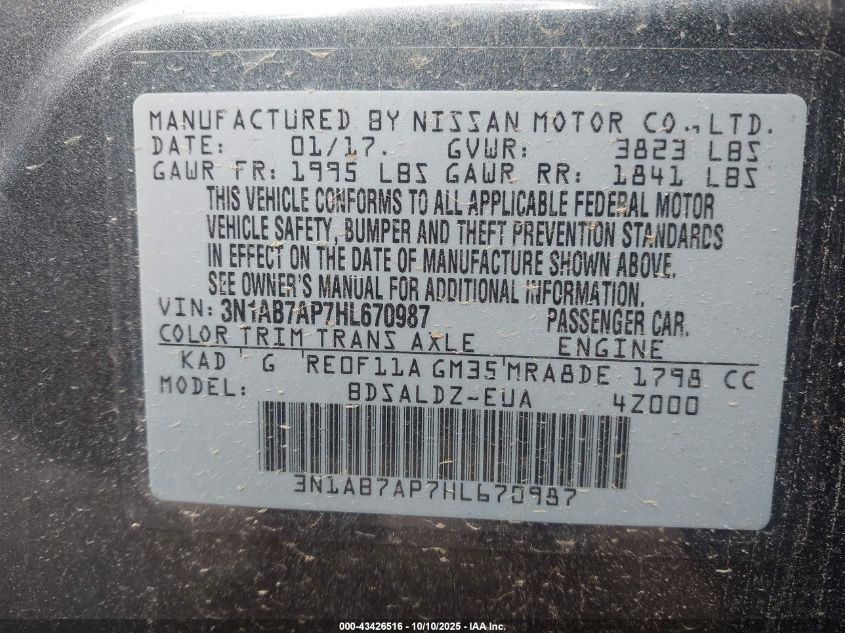 MANUFACTURED BY NISSAN MOTOR CO., LTD.
DATE: 01/17. GVWR: 3823 LBS
GAWR FR: 1995 LBS GAWR RR: 1841 LBS
THIS VEHICLE CONFORMS TO ALL APPLICABLE FEDERAL MOTOR
VEHICLE SAFETY, BUMPER AND THEFT PREVENTION STANDARDS
IN EFFECT ON THE DATE OF MANUFACTURE SHOWN ABOVE.
SEE OWNER'S MANUAL FOR ADDITIONAL INFORMATION.
VIN: 3N1AB7AP7HL670987 PASSENGER CAR.
COLOR TRIM TRANS AXLE ENGINE
KAD G RE0F11A GM35 MRA8DE 1798 CC
MODEL: BDSALDZ-EUA 4Z000
3N1AB7AP7HL670987
000-43426516 - 10/10/2025 - IAA Inc.